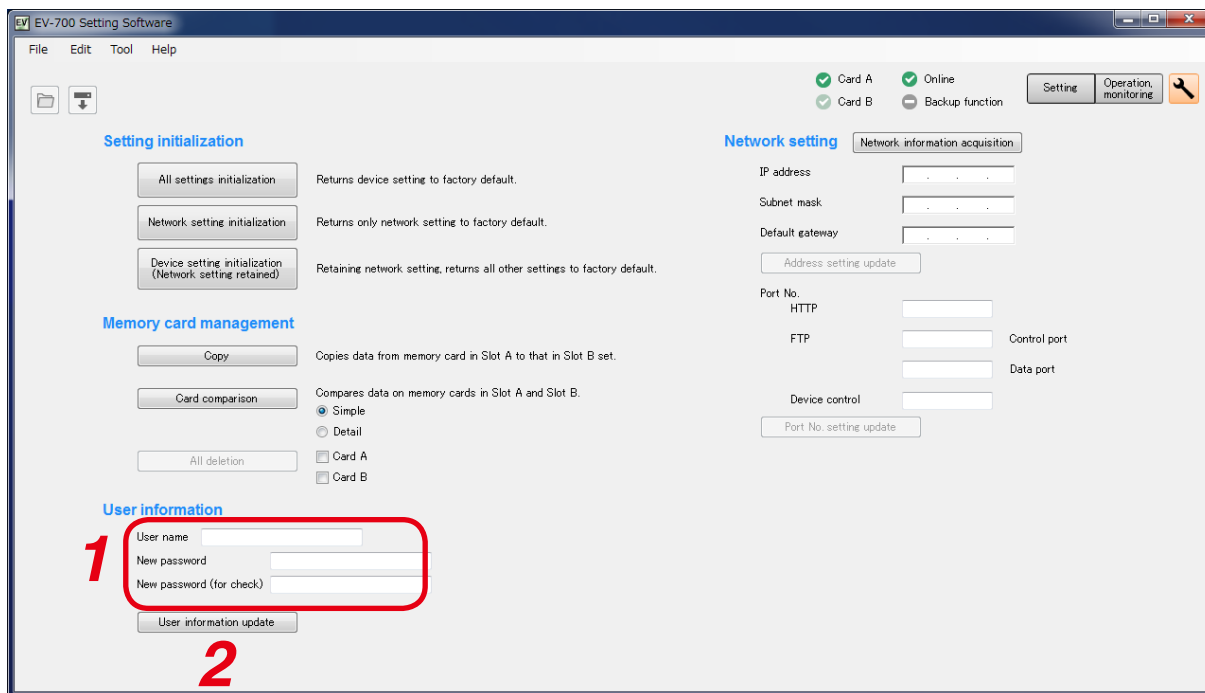 EV EV-700 Setting Software
File Edit Tool Help
Card A Online
Card B Backup function
Setting
Operation,
monitoring
Setting initialization
All settings initialization Returns device setting to factory default.
Network setting initialization Returns only network setting to factory default.
Device setting initialization
(Network setting retained)
Retaining network setting, returns all other settings to factory default.
Memory card management
Copy Copies data from memory card in Slot A to that in Slot B set.
Card comparison Compares data on memory cards in Slot A and Slot B.
Simple
Detail
All deletion Card A
Card B
User information
1
User name
New password
New password (for check)
User information update
2
Network setting Network information acquisition
IP address . . .
Subnet mask . . .
Default gateway . . .
Address setting update
Port No.
HTTP
FTP Control port
Data port
Device control
Port No. setting update